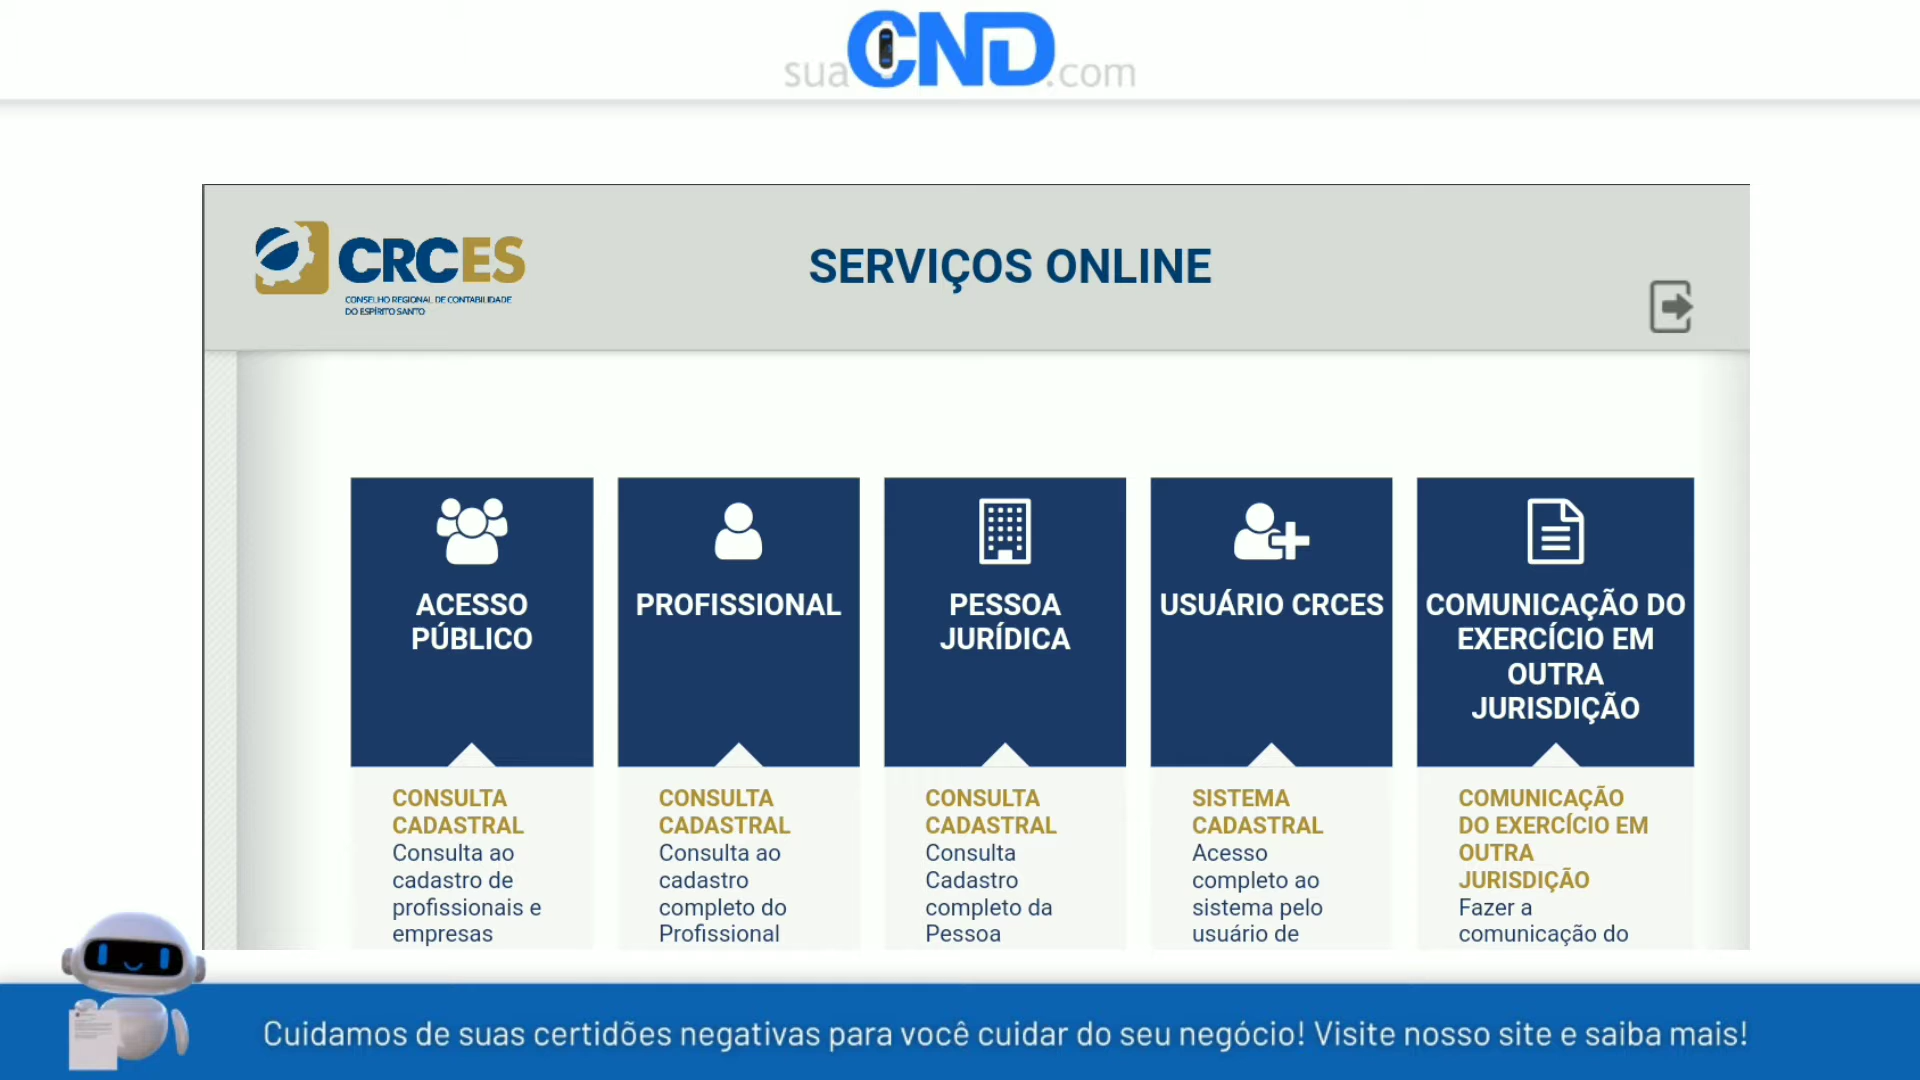 suaCND.com
CRCES
CONSELHO REGIONAL DE CONTABILIDADE
DO ESPÍRITO SANTO
SERVIÇOS ONLINE
ACESSO
PÚBLICO
CONSULTA
CADASTRAL
Consulta ao
cadastro de
profissionais e
empresas
PROFISSIONAL
CONSULTA
CADASTRAL
Consulta ao
cadastro
completo do
Profissional
PESSOA
JURÍDICA
CONSULTA
CADASTRAL
Consulta
Cadastro
completo da
Pessoa
USUÁRIO CRCES
SISTEMA
CADASTRAL
Acesso
completo ao
sistema pelo
usuário de
COMUNICAÇÃO DO
EXERCÍCIO EM
OUTRA
JURISDIÇÃO
COMUNICAÇÃO
DO EXERCÍCIO EM
OUTRA
JURISDIÇÃO
Fazer a
comunicação do
Cuidamos de suas certidões negativas para você cuidar do seu negócio! Visite nosso site e saiba mais!